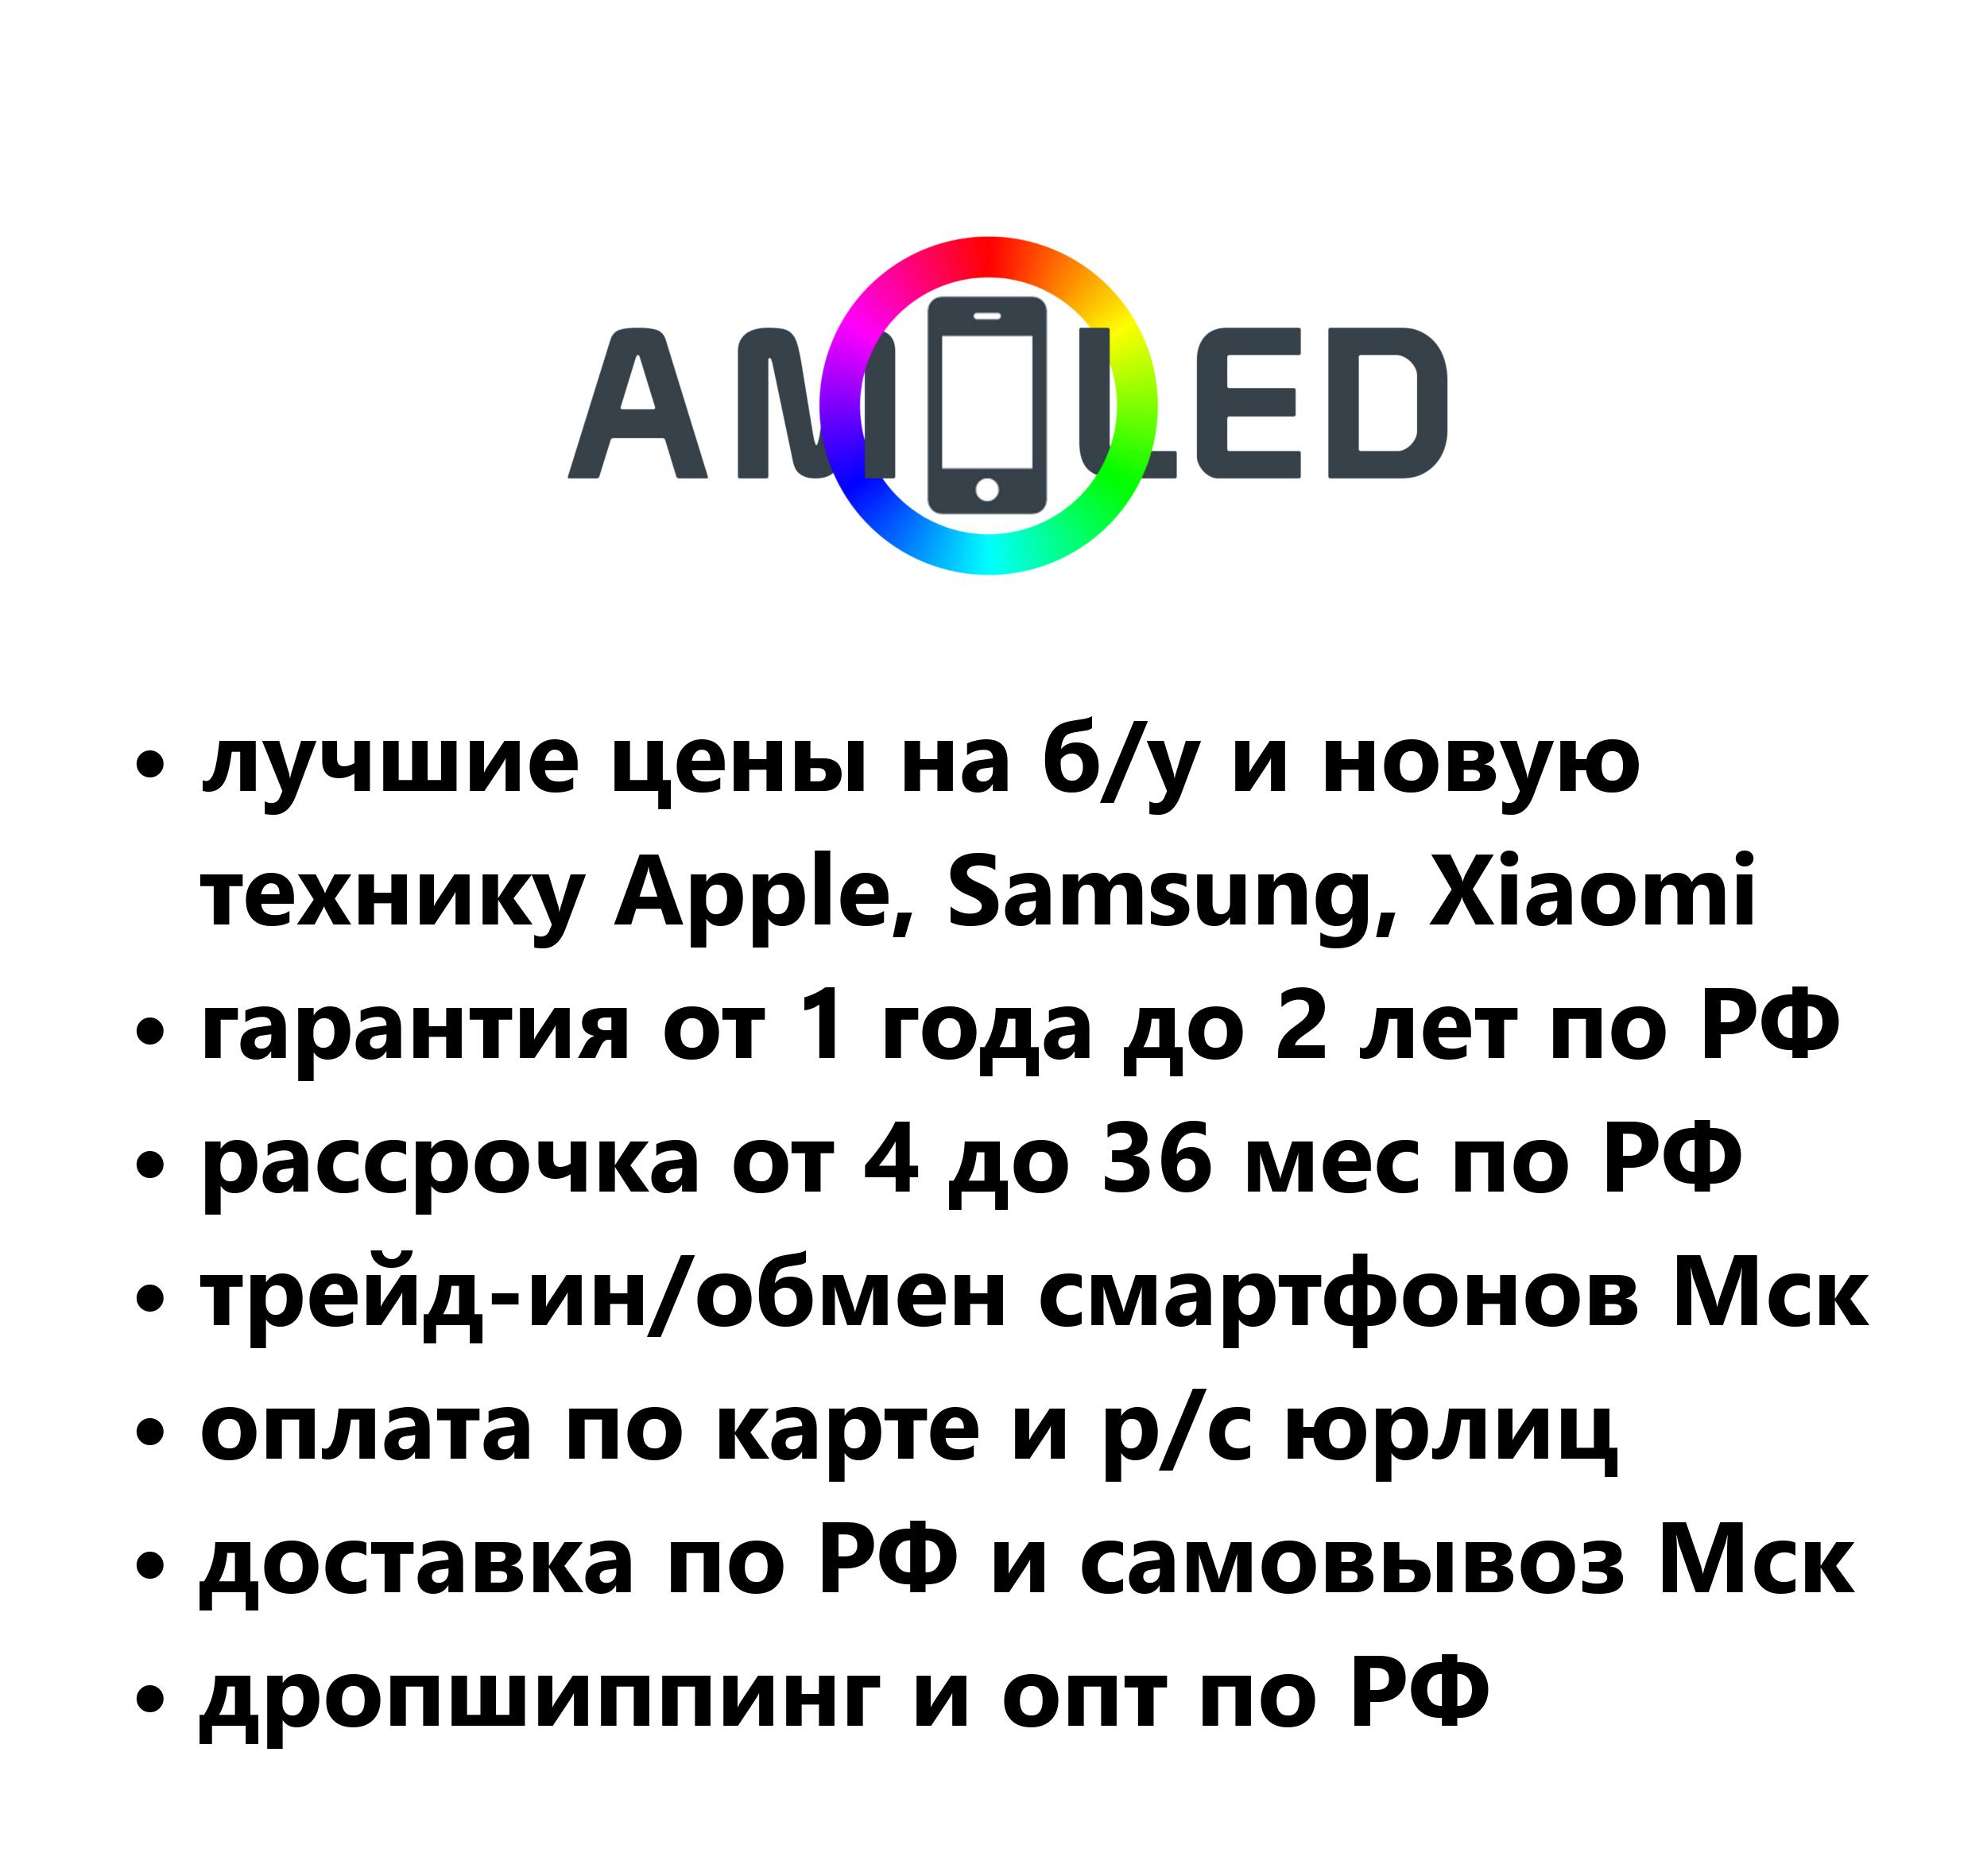 AMOLED
• лучшие цены на б/у и новую
технику Apple, Samsung, Xiaomi
• гарантия от 1 года до 2 лет по РФ
• рассрочка от 4 до 36 мес по РФ
• трейд-ин/обмен смартфонов Мск
• оплата по карте и р/с юрлиц
• доставка по РФ и самовывоз Мск
• дропшиппинг и опт по РФ